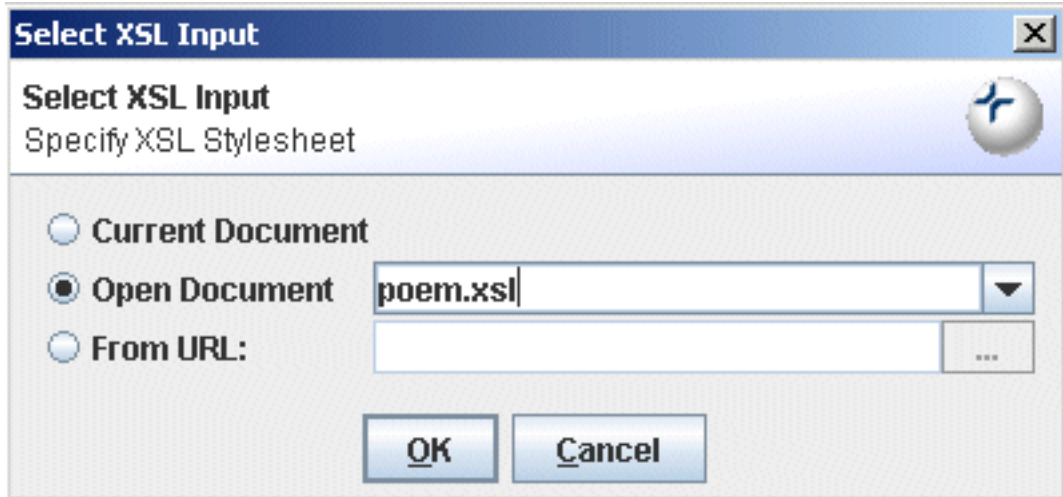 Select XSL Input
Select XSL Input
Specify XSL Stylesheet
Current Document
Open Document poem.xsl
From URL: ...
OK Cancel